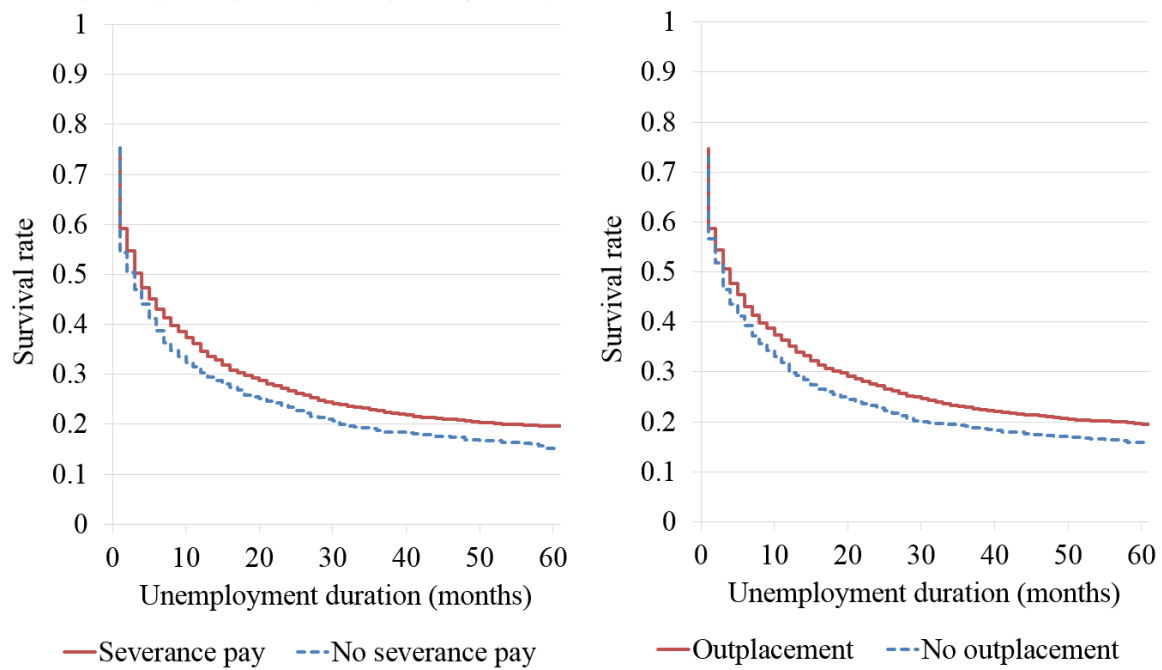 1
0.9
0.8
0.7
0.6
0.5
0.4
0.3
0.2
0.1
0
Survival rate
0 10 20 30 40 50 60
Unemployment duration (months)
Severance pay No severance pay
1
0.9
0.8
0.7
0.6
0.5
0.4
0.3
0.2
0.1
0
Survival rate
0 10 20 30 40 50 60
Unemployment duration (months)
Outplacement No outplacement